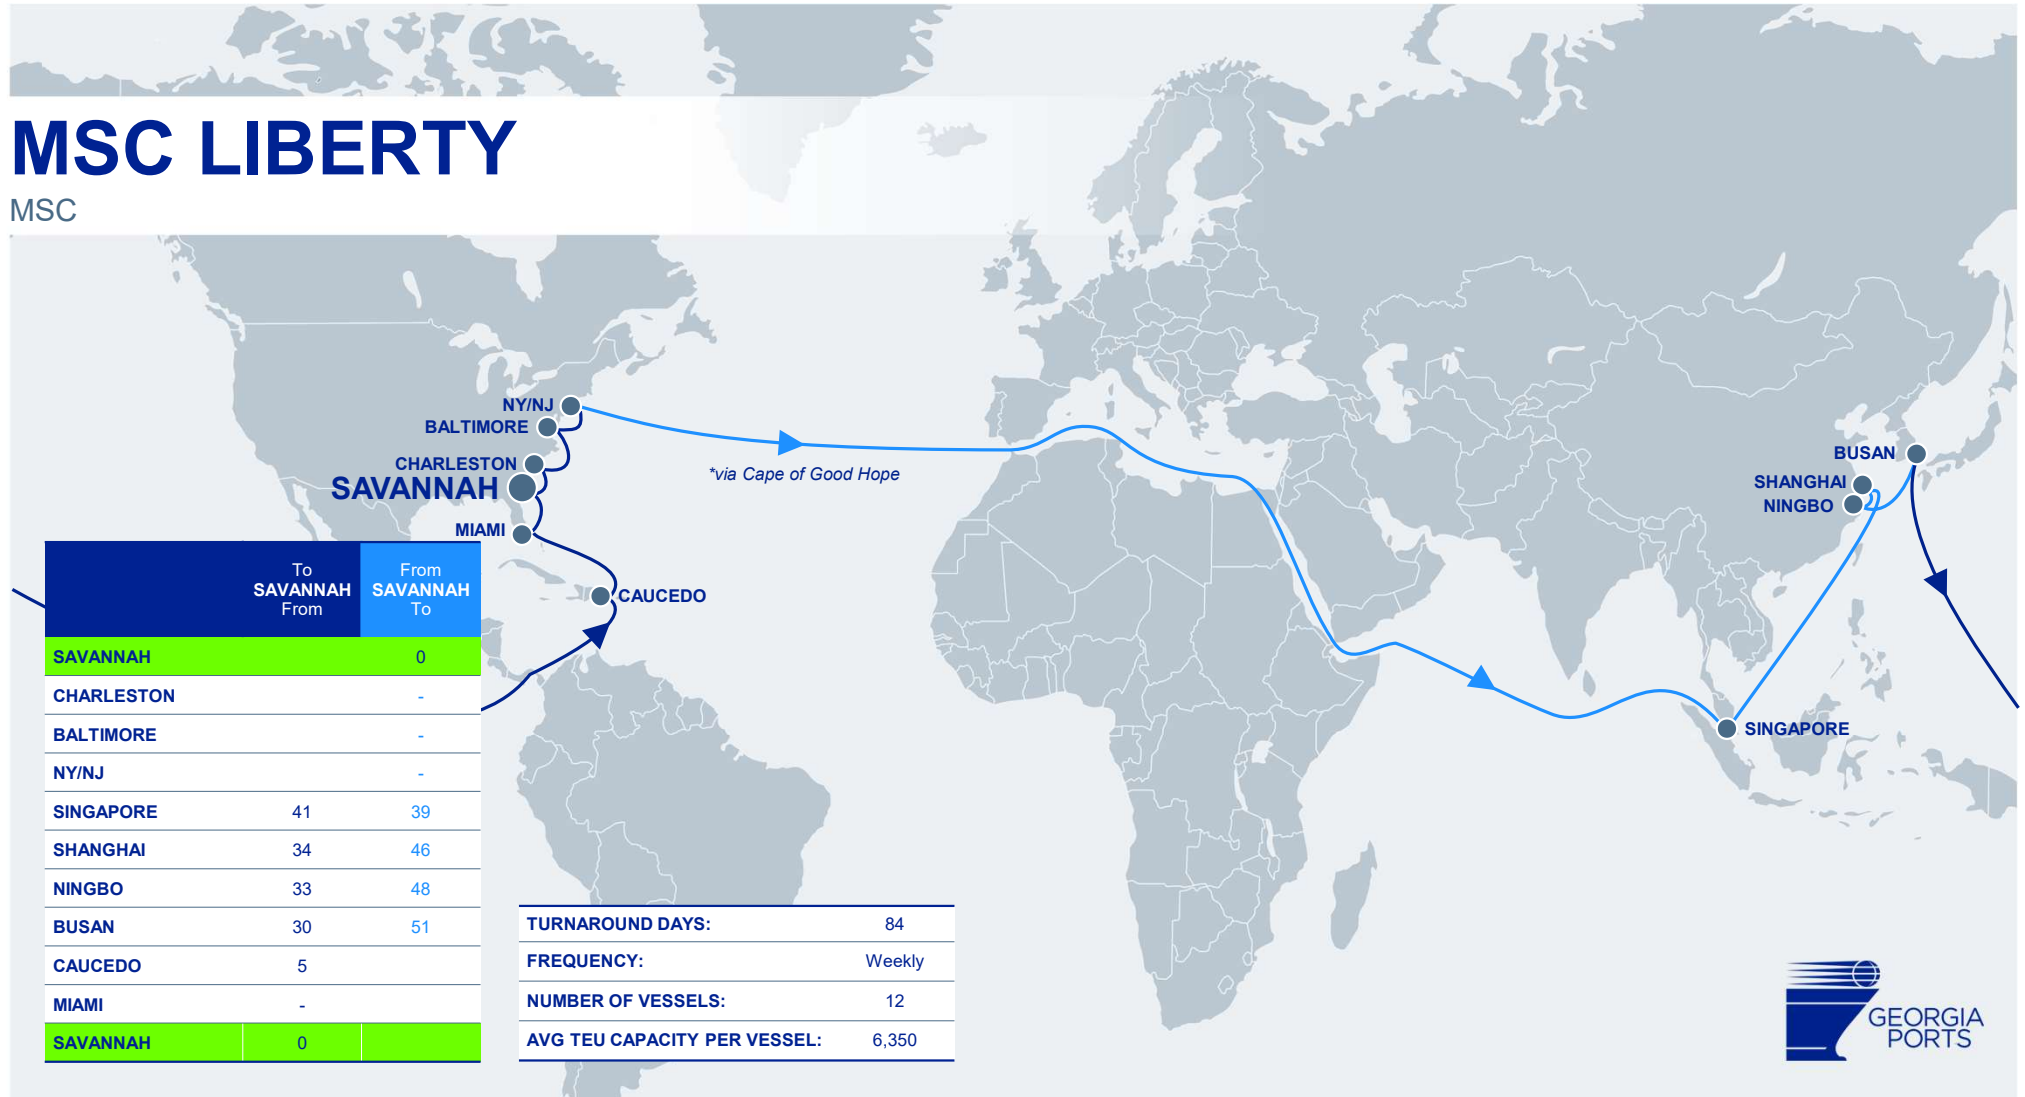 MSC LIBERTY
MSC
NY/NJ
BALTIMORE
CHARLESTON
SAVANNAH
MIAMI
CAUCEDO
*via Cape of Good Hope
BUSAN
SHANGHAI
NINGBO
SINGAPORE
To SAVANNAH From
From SAVANNAH To
SAVANNAH 0
CHARLESTON -
BALTIMORE -
NY/NJ -
SINGAPORE 41 39
SHANGHAI 34 46
NINGBO 33 48
BUSAN 30 51
CAUCEDO 5
MIAMI -
SAVANNAH 0
TURNAROUND DAYS: 84
FREQUENCY: Weekly
NUMBER OF VESSELS: 12
AVG TEU CAPACITY PER VESSEL: 6,350
GEORGIA
PORTS